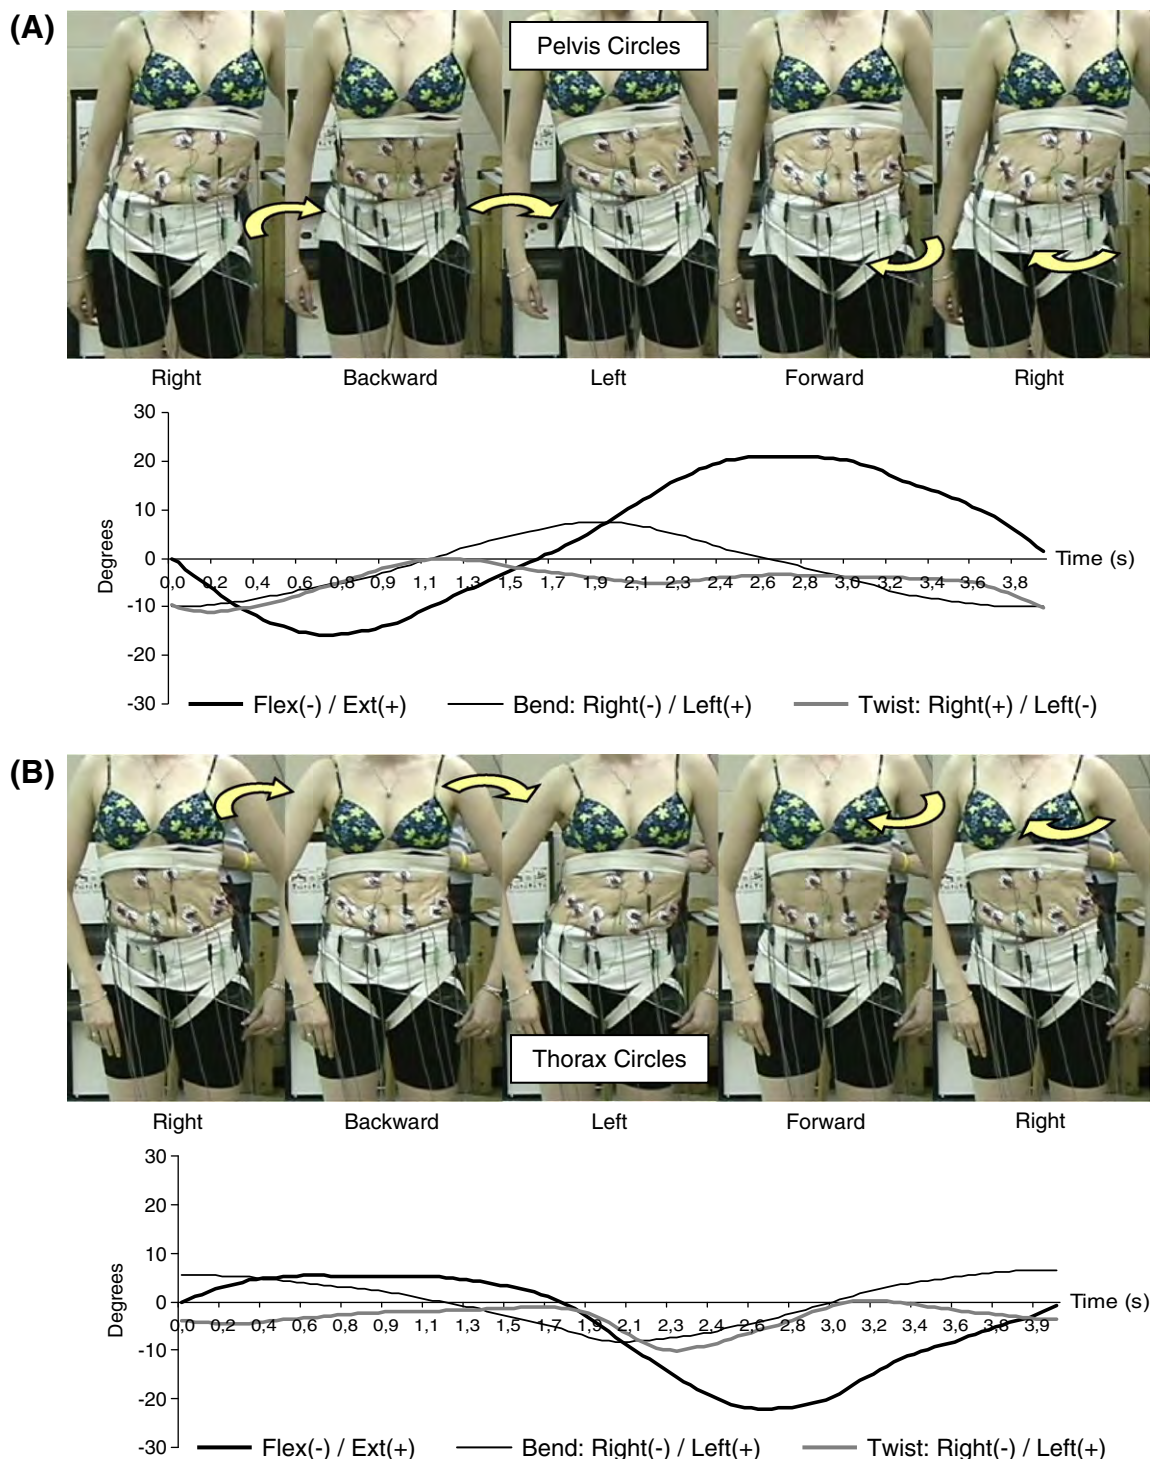 (A)
Pelvis Circles
Right Backward Left Forward Right
30
20
10
0
-10
-20
-30
Degrees
0,0 0,2 0,4 0,6 0,8 0,9 1,1 1,3 1,5 1,7 1,9 2,1 2,3 2,4 2,6 2,8 3,0 3,2 3,4 3,6 3,8
Time (s)
Flex(-) / Ext(+) Bend: Right(-) / Left(+) Twist: Right(+) / Left(-)
(B)
Thorax Circles
Right Backward Left Forward Right
30
20
10
0
-10
-20
-30
Degrees
0,0 0,2 0,4 0,6 0,8 0,9 1,1 1,3 1,5 1,7 1,9 2,1 2,3 2,4 2,6 2,8 3,0 3,2 3,4 3,6 3,8 3,9
Time (s)
Flex(-) / Ext(+) Bend: Right(-) / Left(+) Twist: Right(-) / Left(+)